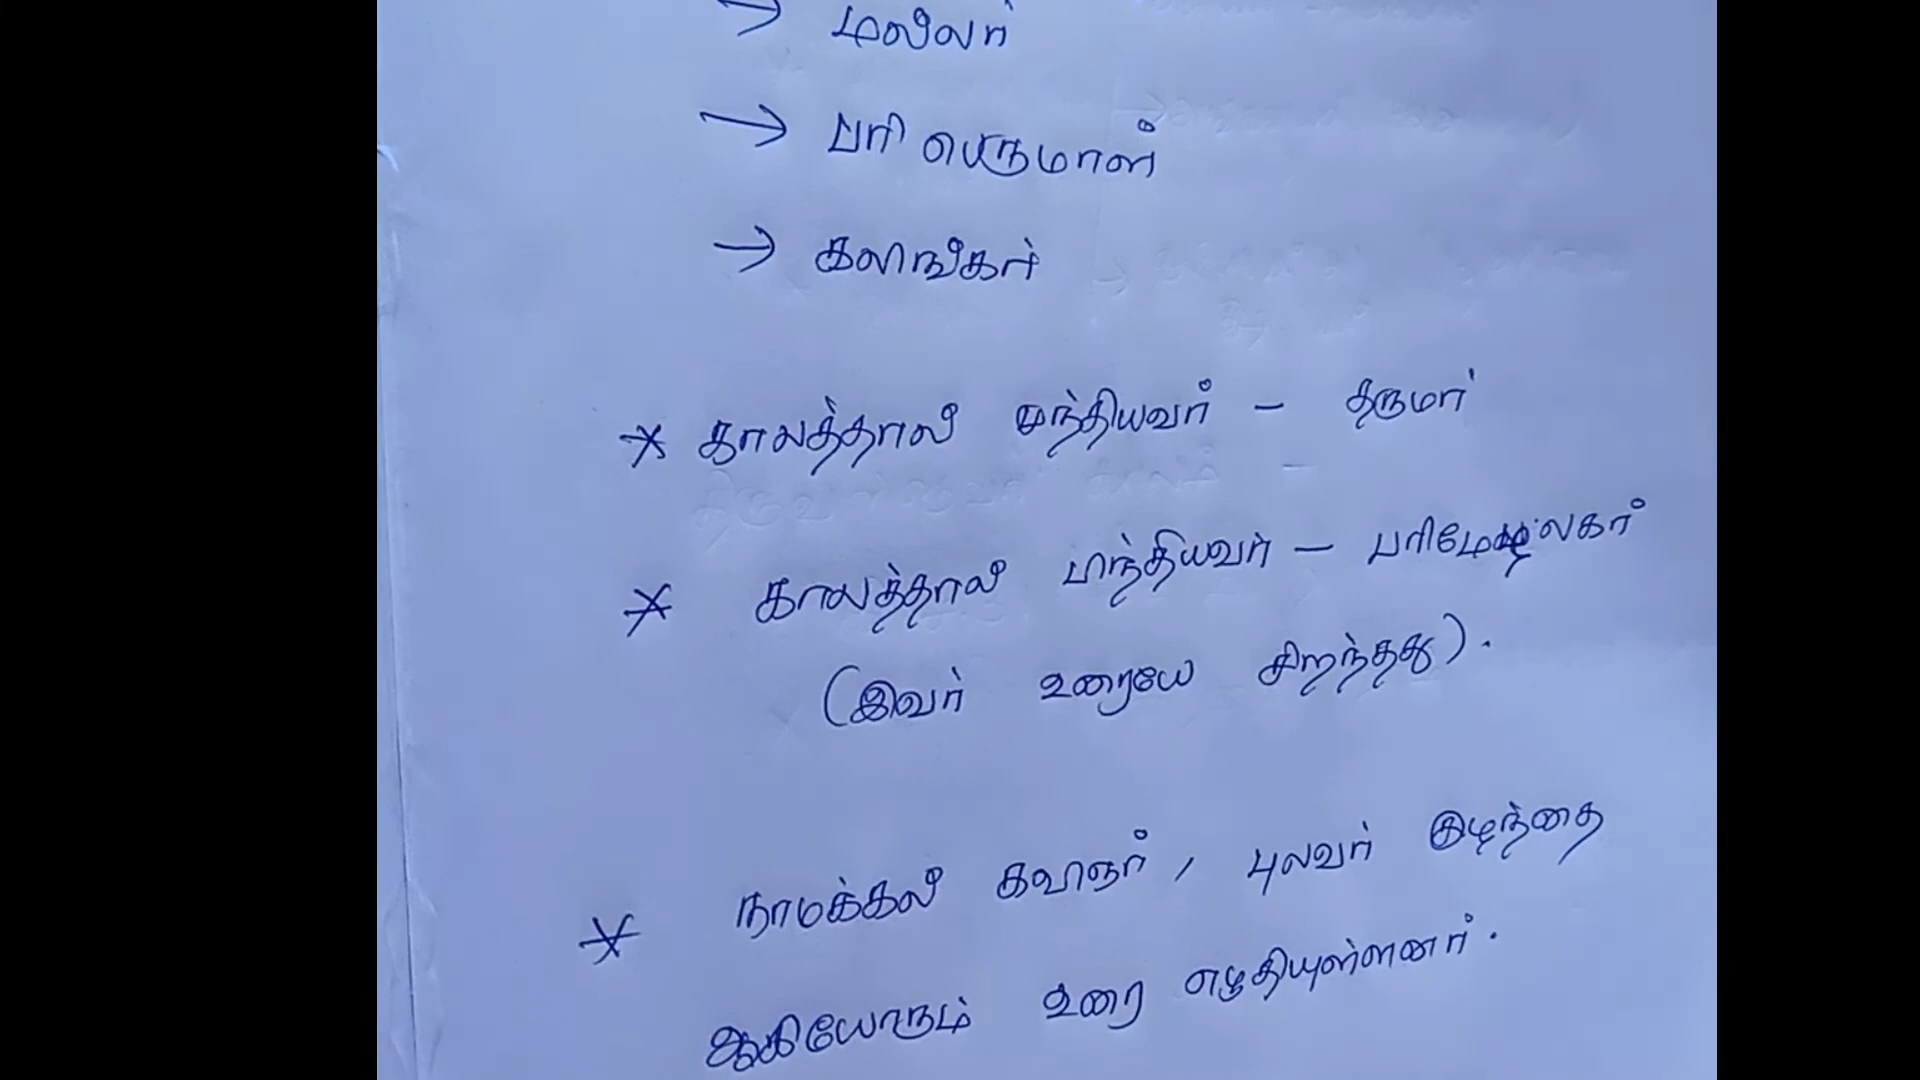 → மல்லர்
→ பரி பெருமாள்
→ கலிங்கர்
* காலத்தால் முந்தியவர் - தருமர்
* காலத்தால் பிந்தியவர் - பரிமேலழகர்
(இவர் உரையே சிறந்தது).
* நாமக்கல் கவிஞர், புலவர் குழந்தை
ஆகியோரும் உரை எழுதியுள்ளனர்.